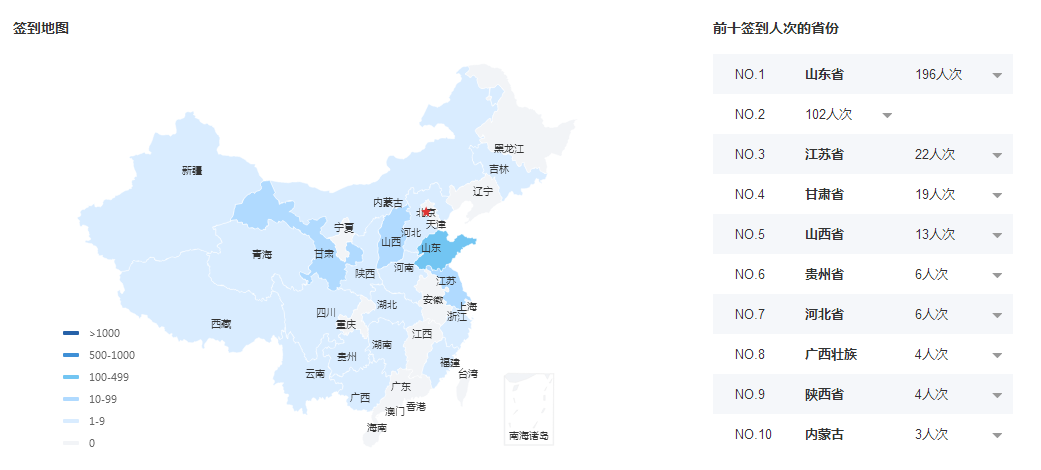 签到地图
黑龙江
新疆
吉林
辽宁
内蒙古
北京
宁夏
天津
河北
山西
山东
青海
甘肃
陕西
河南
江苏
安徽
四川
湖北
上海
浙江
西藏
重庆
江西
湖南
贵州
福建
云南
台湾
广东
广西
澳门
香港
海南
南海诸岛
>1000
500-1000
100-499
10-99
1-9
0
前十签到人次的省份
NO.1 山东省 196人次
NO.2 102人次
NO.3 江苏省 22人次
NO.4 甘肃省 19人次
NO.5 山西省 13人次
NO.6 贵州省 6人次
NO.7 河北省 6人次
NO.8 广西壮族 4人次
NO.9 陕西省 4人次
NO.10 内蒙古 3人次